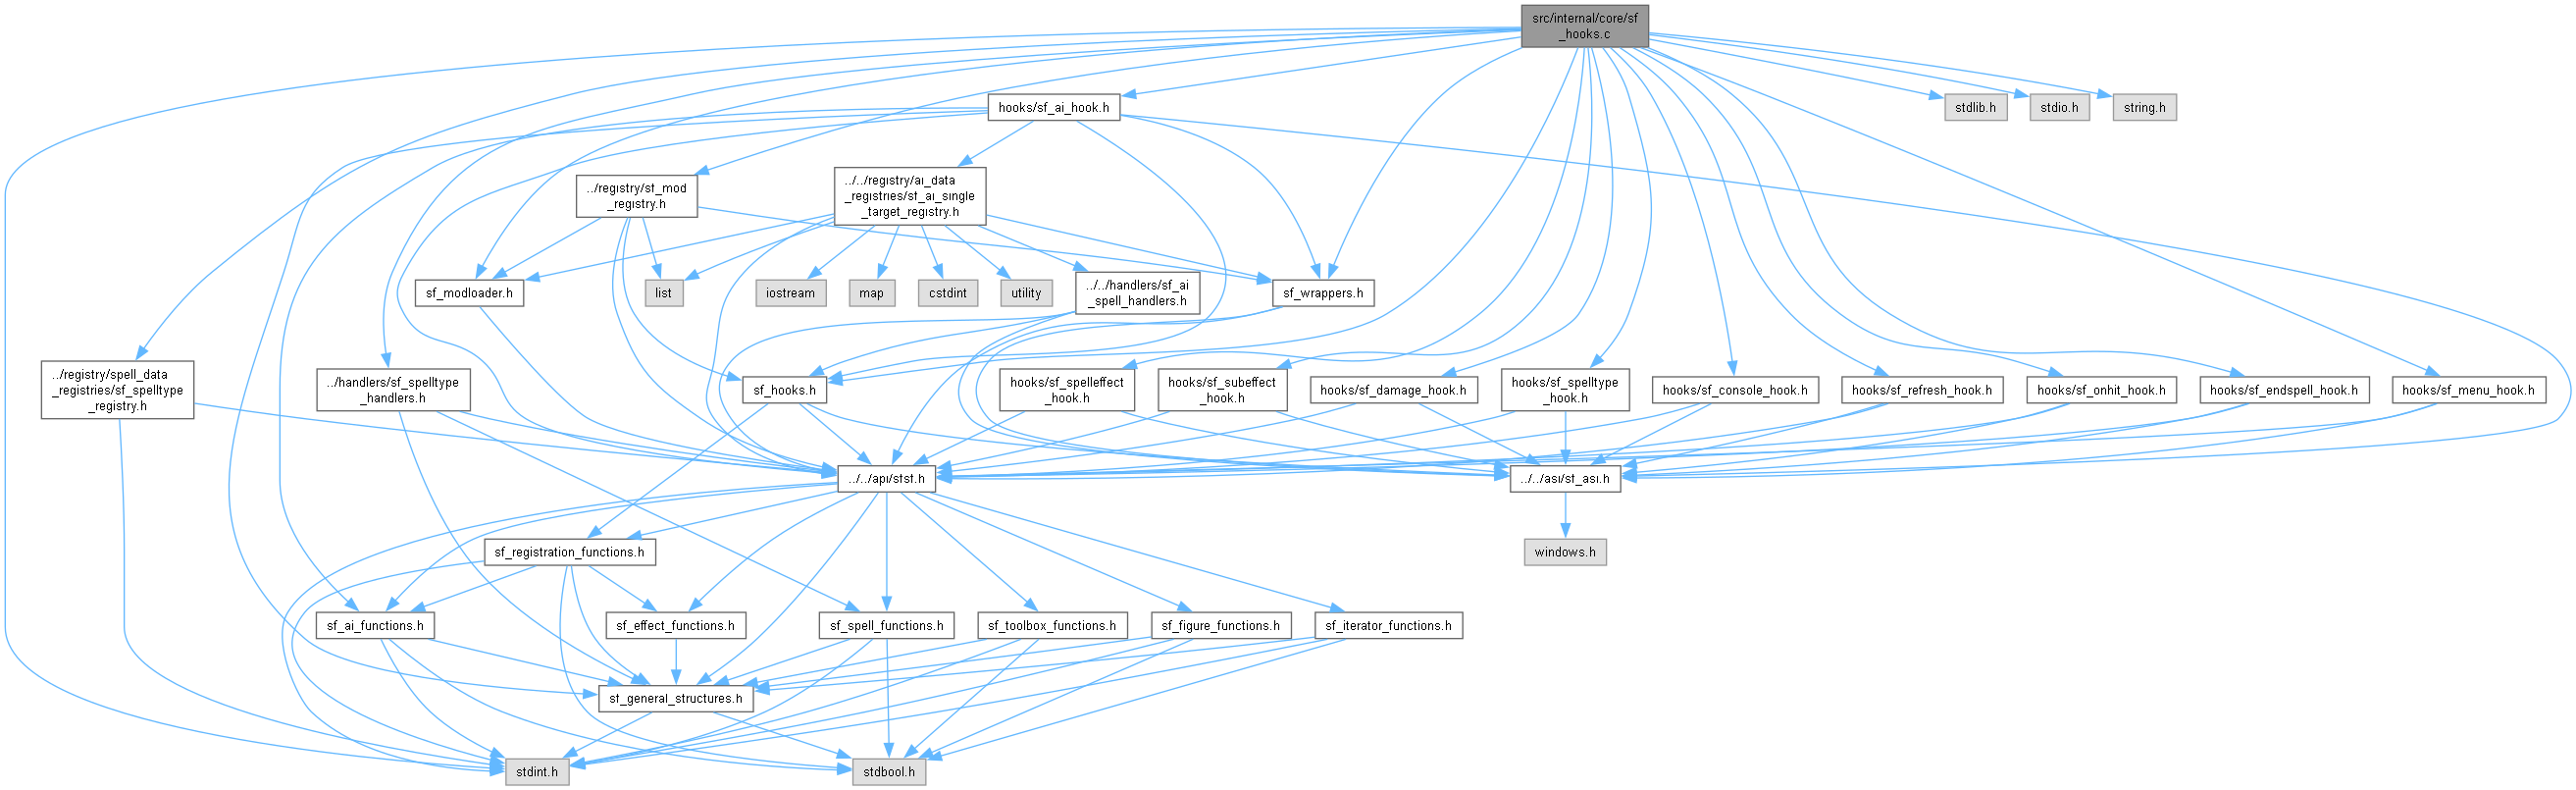 src/internal/core/sf
_hooks.c
hooks/sf_ai_hook.h
stdlib.h
stdio.h
string.h
../registry/sf_mod
_registry.h
../../registry/ai_data
_registries/sf_ai_single
_target_registry.h
sf_modloader.h
list
iostream
map
cstdint
utility
../../handlers/sf_ai
_spell_handlers.h
sf_wrappers.h
../registry/spell_data
_registries/sf_spelltype
_registry.h
../handlers/sf_spelltype
_handlers.h
sf_hooks.h
hooks/sf_spelleffect
_hook.h
hooks/sf_subeffect
_hook.h
hooks/sf_damage_hook.h
hooks/sf_spelltype
_hook.h
hooks/sf_console_hook.h
hooks/sf_refresh_hook.h
hooks/sf_onhit_hook.h
hooks/sf_endspell_hook.h
hooks/sf_menu_hook.h
../../api/sfsf.h
../../asi/sf_asi.h
sf_registration_functions.h
windows.h
sf_ai_functions.h
sf_effect_functions.h
sf_spell_functions.h
sf_toolbox_functions.h
sf_figure_functions.h
sf_iterator_functions.h
sf_general_structures.h
stdint.h
stdbool.h